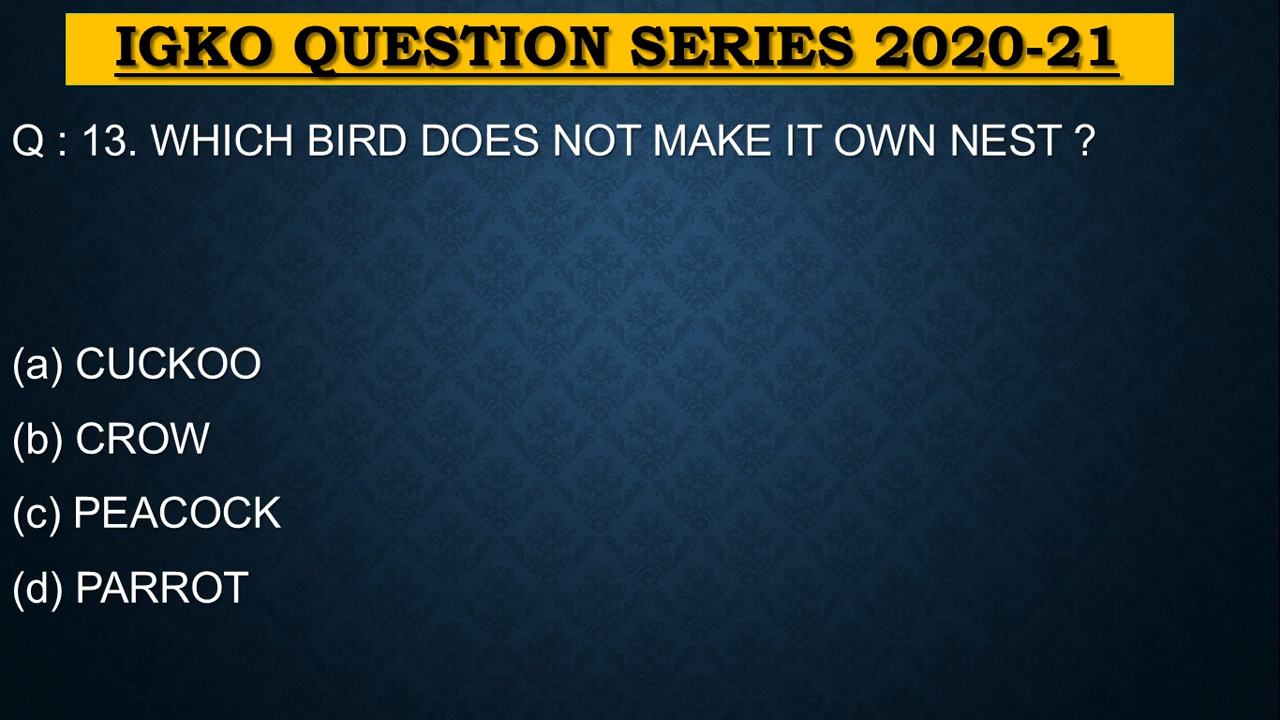 IGKO QUESTION SERIES 2020-21
Q : 13. WHICH BIRD DOES NOT MAKE IT OWN NEST ?
(a) CUCKOO
(b) CROW
(c) PEACOCK
(d) PARROT